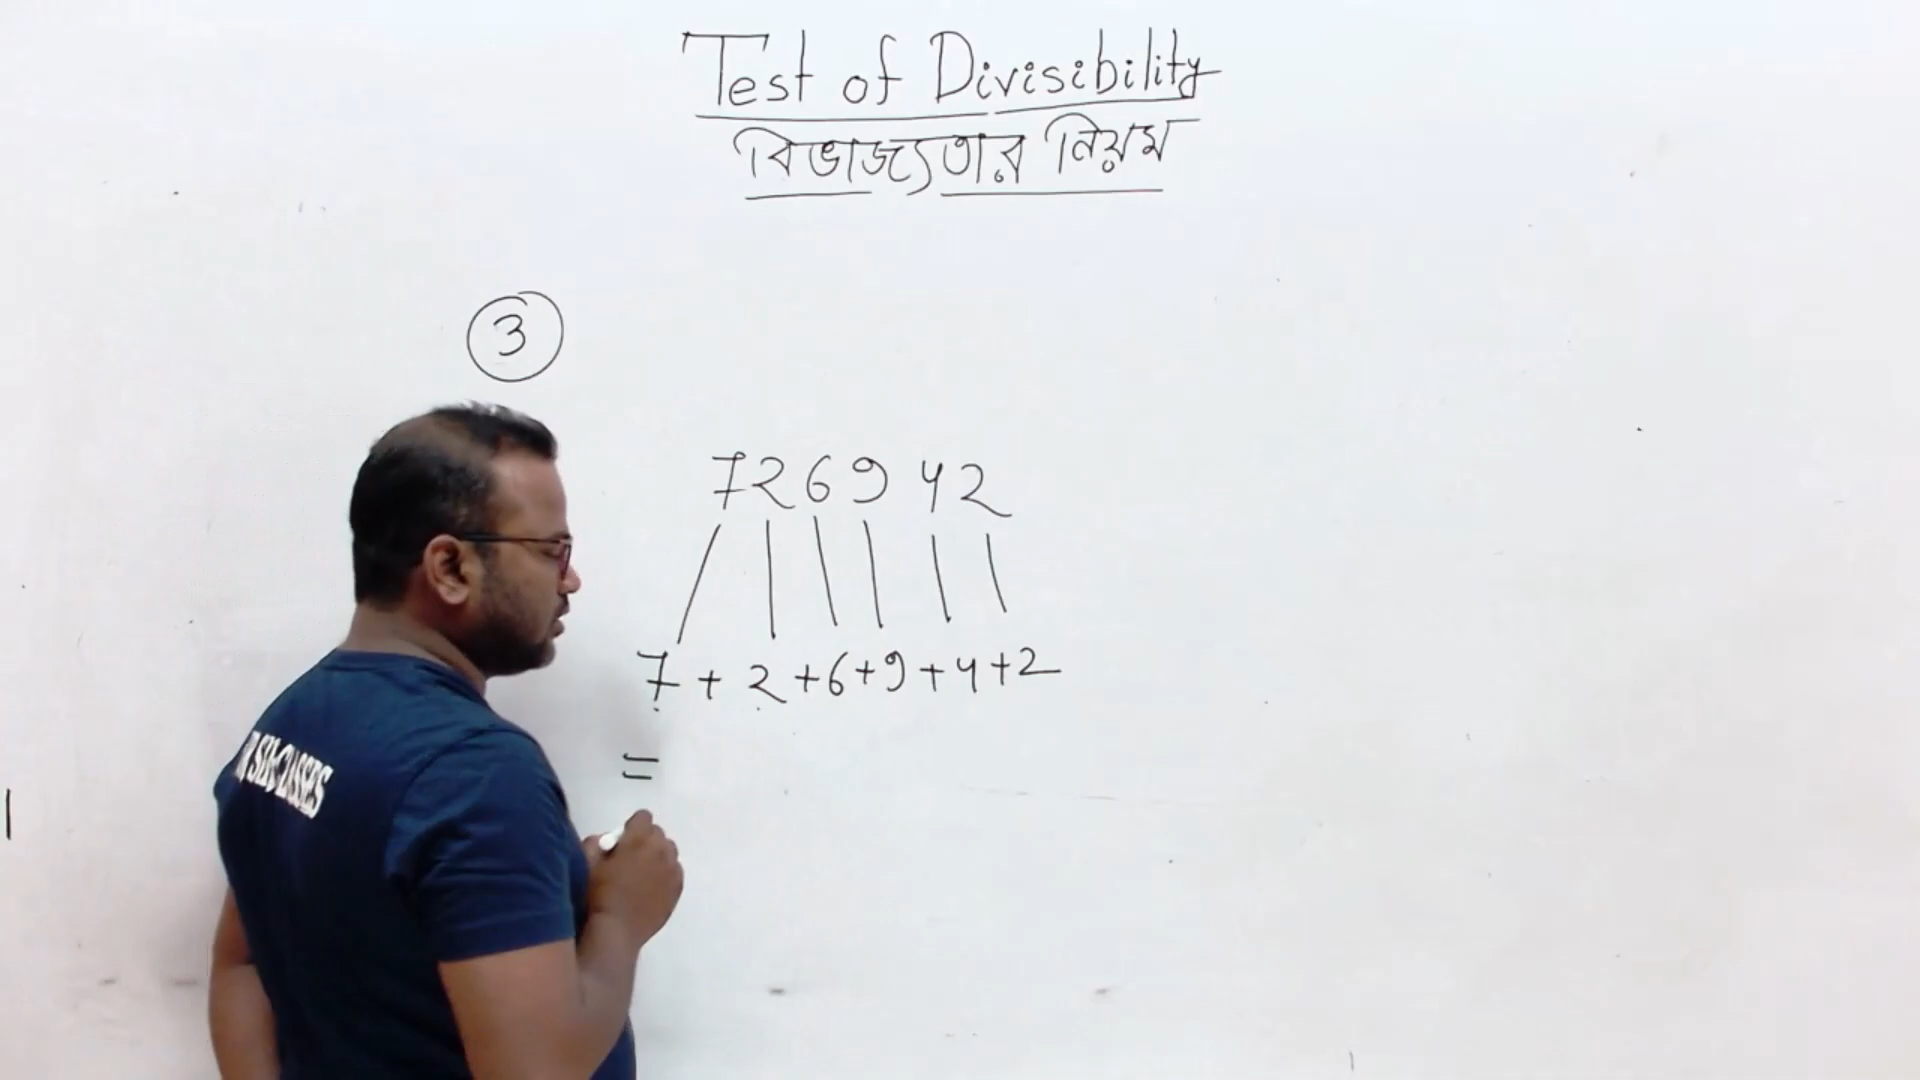 Test of Divisibility
বিভাজ্যতার নিয়ম
3
726942
7 + 2 + 6 + 9 + 4 + 2
=